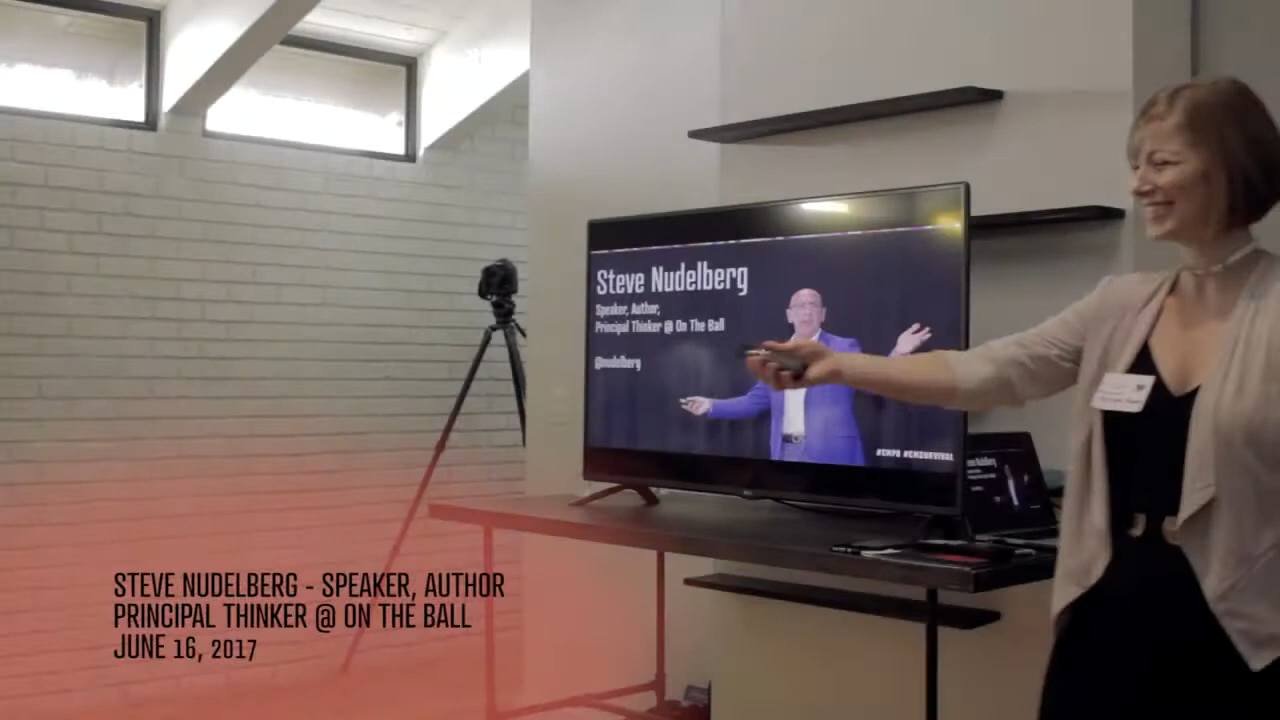 Steve Nudelberg
Speaker, Author,
Principal Thinker @ On The Ball
@nudelberg
#CMPB #CMSURVIVAL
STEVE NUDELBERG - SPEAKER, AUTHOR
PRINCIPAL THINKER @ ON THE BALL
JUNE 16, 2017